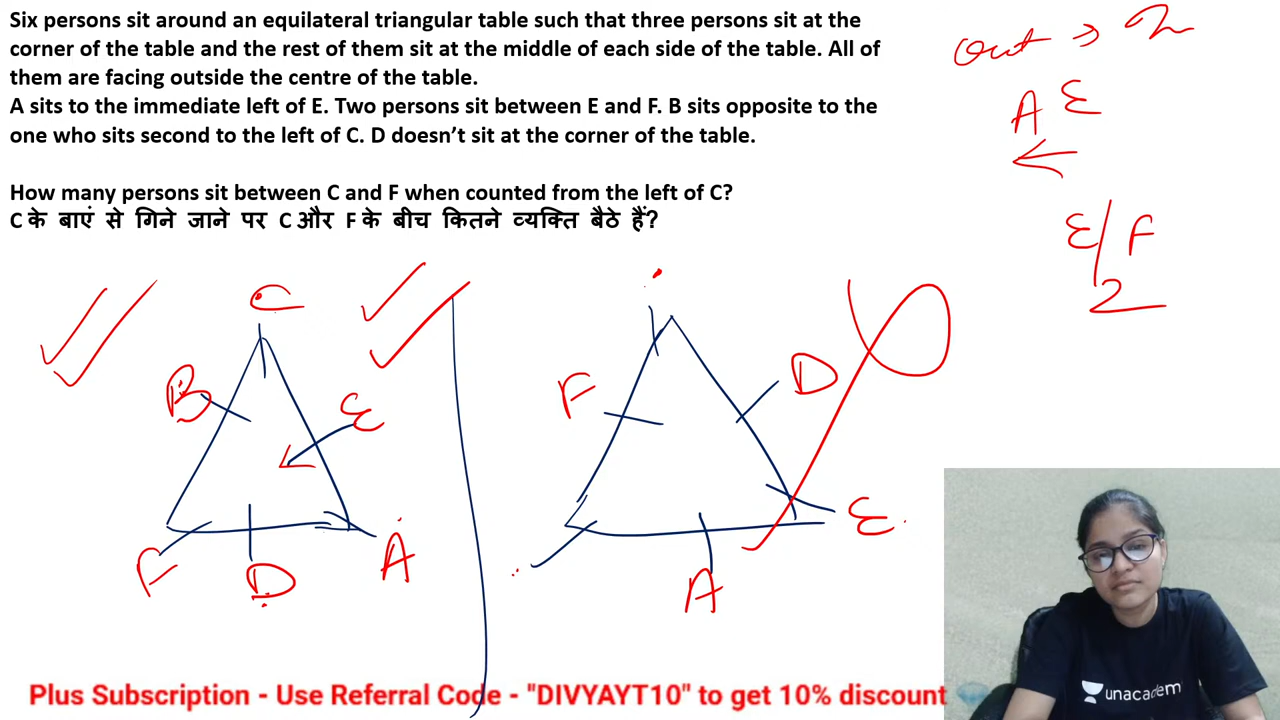 Six persons sit around an equilateral triangular table such that three persons sit at the
corner of the table and the rest of them sit at the middle of each side of the table. All of
them are facing outside the centre of the table.
A sits to the immediate left of E. Two persons sit between E and F. B sits opposite to the
one who sits second to the left of C. D doesn’t sit at the corner of the table.
How many persons sit between C and F when counted from the left of C?
C के बाएं से गिने जाने पर C और F के बीच कितने व्यक्ति बैठे हैं?
out →
A E
E/F
2
C
B
E
F
D
A
F
D
E
A
unacademy
Plus Subscription - Use Referral Code - "DIVYAYT10" to get 10% discount